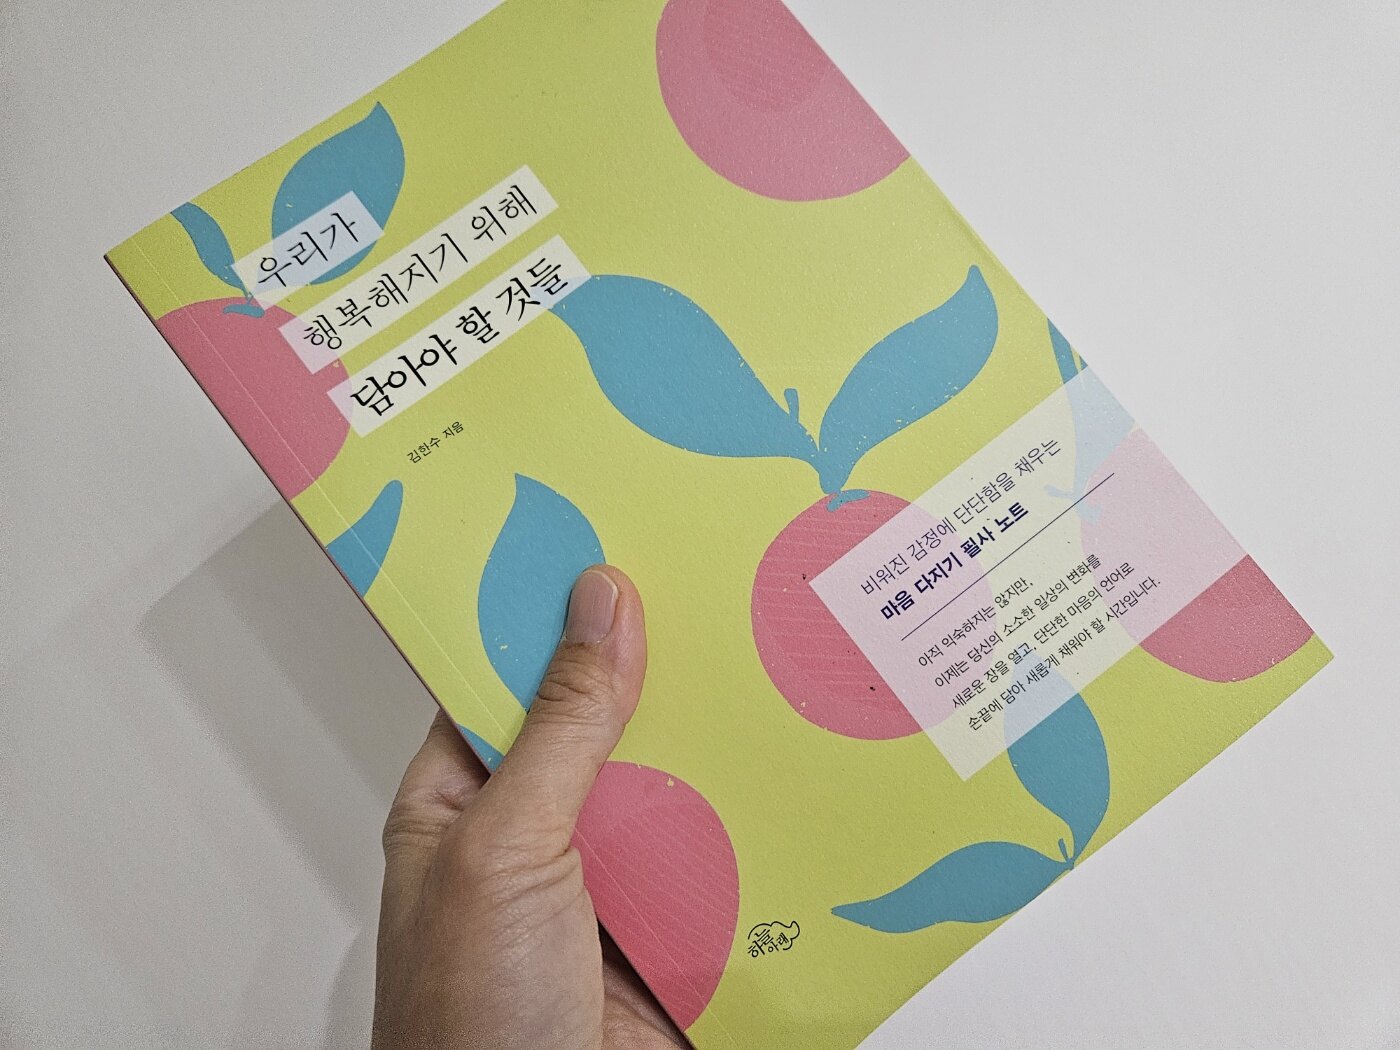 우리가
행복해지기 위해
담아야 할 것들
김한수 지음
비워진 감정에 단단함을 채우는
마음 다지기 필사 노트
아직 익숙하지는 않지만,
이제는 당신의 소소한 일상의 변화를
새로운 장을 열고, 단단한 마음의 언어로
손끝에 담아 새롭게 채워야 할 시간입니다.
하늘
아래